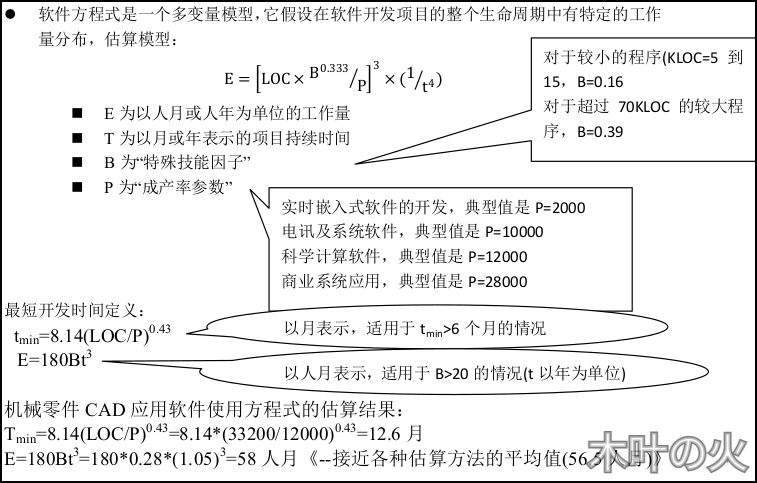 ● 软件方程式是一个多变量模型，它假设在软件开发项目的整个生命周期中有特定的工作
量分布，估算模型：
E = [LOC × B^0.333/P]^3 × (1/t^4)
对于较小的程序(KLOC=5 到
15，B=0.16
对于超过 70KLOC 的较大程
序，B=0.39
■ E 为以人月或人年为单位的工作量
■ T 为以月或年表示的项目持续时间
■ B 为“特殊技能因子”
■ P 为“成产率参数”
实时嵌入式软件的开发，典型值是 P=2000
电讯及系统软件，典型值是 P=10000
科学计算软件，典型值是 P=12000
商业系统应用，典型值是 P=28000
最短开发时间定义：
t_min=8.14(LOC/P)^0.43
以月表示，适用于 t_min>6 个月的情况
E=180Bt^3
以人月表示，适用于 B>20 的情况(t 以年为单位)
机械零件 CAD 应用软件使用方程式的估算结果：
T_min=8.14(LOC/P)^0.43=8.14*(33200/12000)^0.43=12.6 月
E=180Bt^3=180*0.28*(1.05)^3=58 人月《--接近各种估算方法的平均值(56.5 人月)》
木叶の火